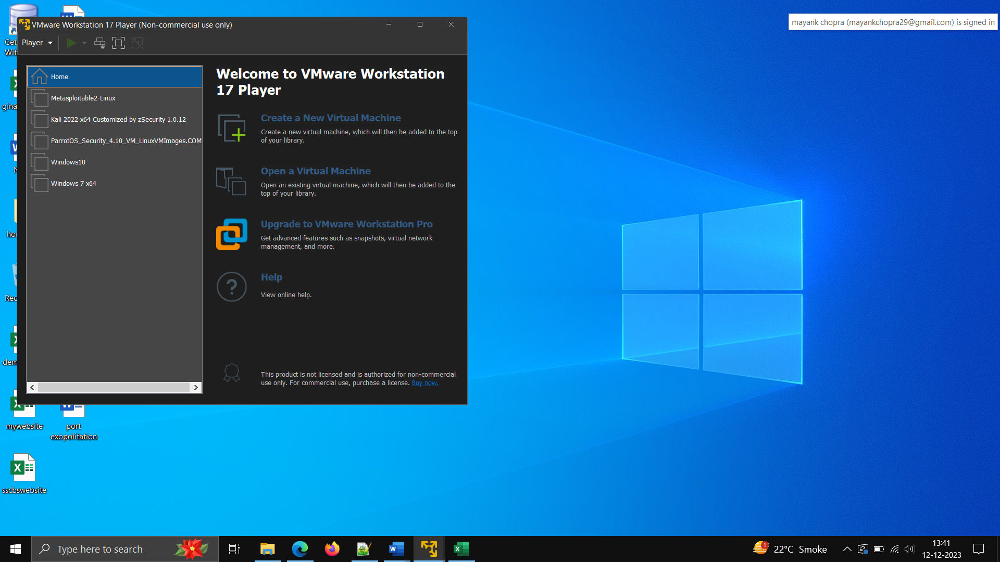 mayank chopra (mayankchopra29@gmail.com) is signed in
VMware Workstation 17 Player (Non-commercial use only)
Player
Home
Metasploitable2-Linux
Kali 2022 x64 Customized by zSecurity 1.0.12
ParrotOS_Security_4.10_VM_LinuxVMImages.COM
Windows10
Windows 7 x64
Welcome to VMware Workstation
17 Player
Create a New Virtual Machine
Create a new virtual machine, which will then be added to the top
of your library.
Open a Virtual Machine
Open an existing virtual machine, which will then be added to the
top of your library.
Upgrade to VMware Workstation Pro
Get advanced features such as snapshots, virtual network
management, and more.
Help
View online help.
This product is not licensed and is authorized for non-commercial
use only. For commercial use, purchase a license. Buy now.
Get
Wit
gina
ho
Rec
dem
mywebsite
port
exopolitation
sscbswebsite
Type here to search
1
22°C Smoke
13:41
12-12-2023